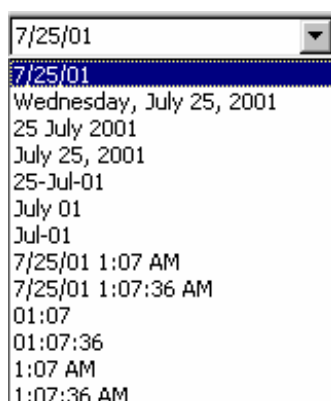 7/25/01
7/25/01
Wednesday, July 25, 2001
25 July 2001
July 25, 2001
25-Jul-01
July 01
Jul-01
7/25/01 1:07 AM
7/25/01 1:07:36 AM
01:07
01:07:36
1:07 AM
1:07:36 AM